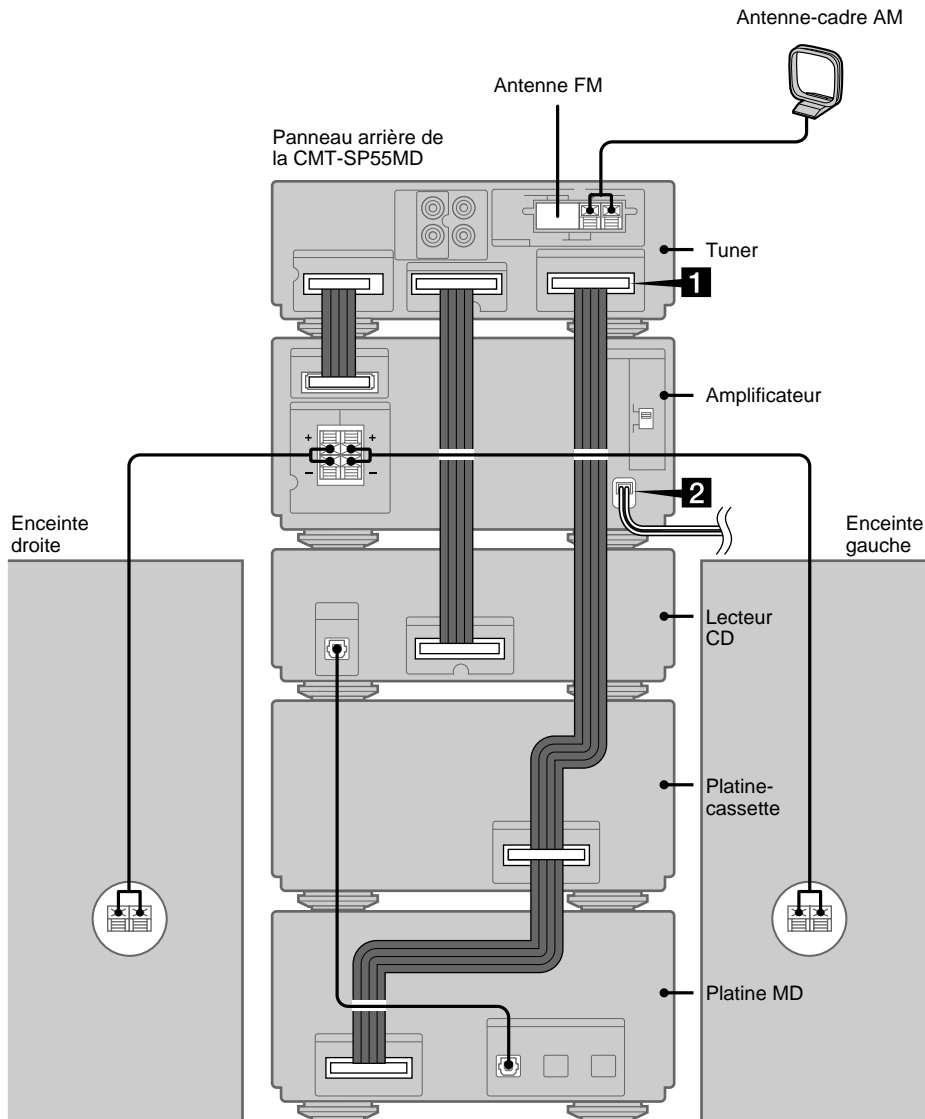 Antenne-cadre AM
Antenne FM
Panneau arrière de
la CMT-SP55MD
Tuner
1
Amplificateur
+ +
– –
2
Enceinte
droite
Enceinte
gauche
Lecteur
CD
Platine-
cassette
Platine MD